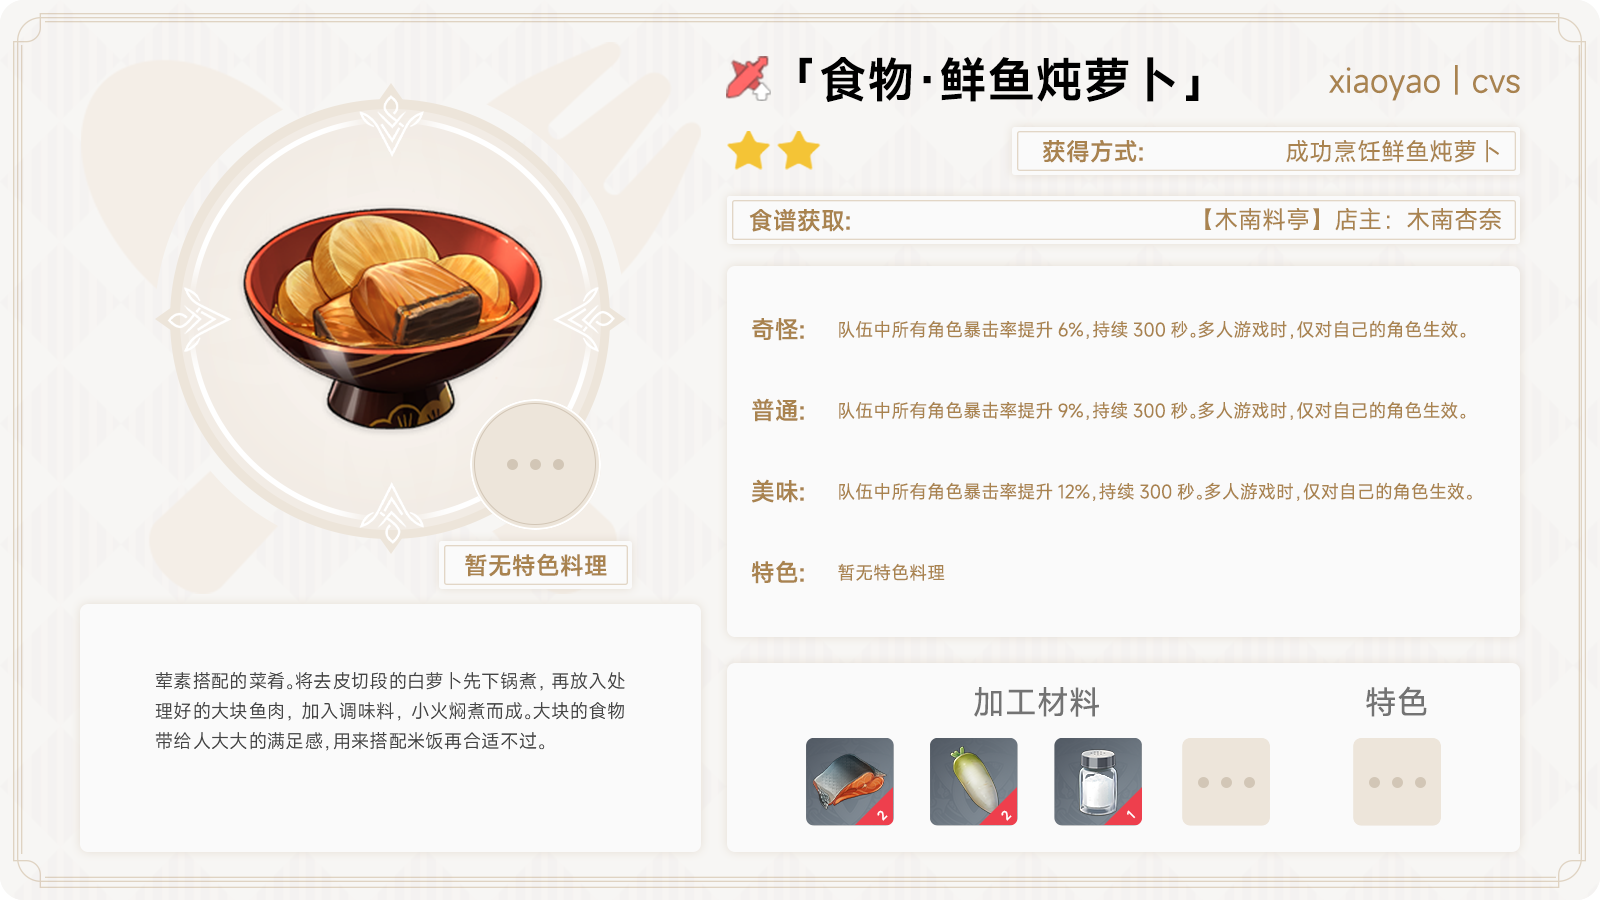 「食物·鲜鱼炖萝卜」
xiaoyao | cvs
获得方式:
成功烹饪鲜鱼炖萝卜
食谱获取:
【木南料亭】店主：木南杏奈
奇怪:
队伍中所有角色暴击率提升 6%,持续 300 秒。多人游戏时,仅对自己的角色生效。
普通:
队伍中所有角色暴击率提升 9%,持续 300 秒。多人游戏时,仅对自己的角色生效。
美味:
队伍中所有角色暴击率提升 12%,持续 300 秒。多人游戏时,仅对自己的角色生效。
特色:
暂无特色料理
暂无特色料理
荤素搭配的菜肴。将去皮切段的白萝卜先下锅煮，再放入处
理好的大块鱼肉，加入调味料，小火焖煮而成。大块的食物
带给人大大的满足感,用来搭配米饭再合适不过。
加工材料
特色
2
2
1